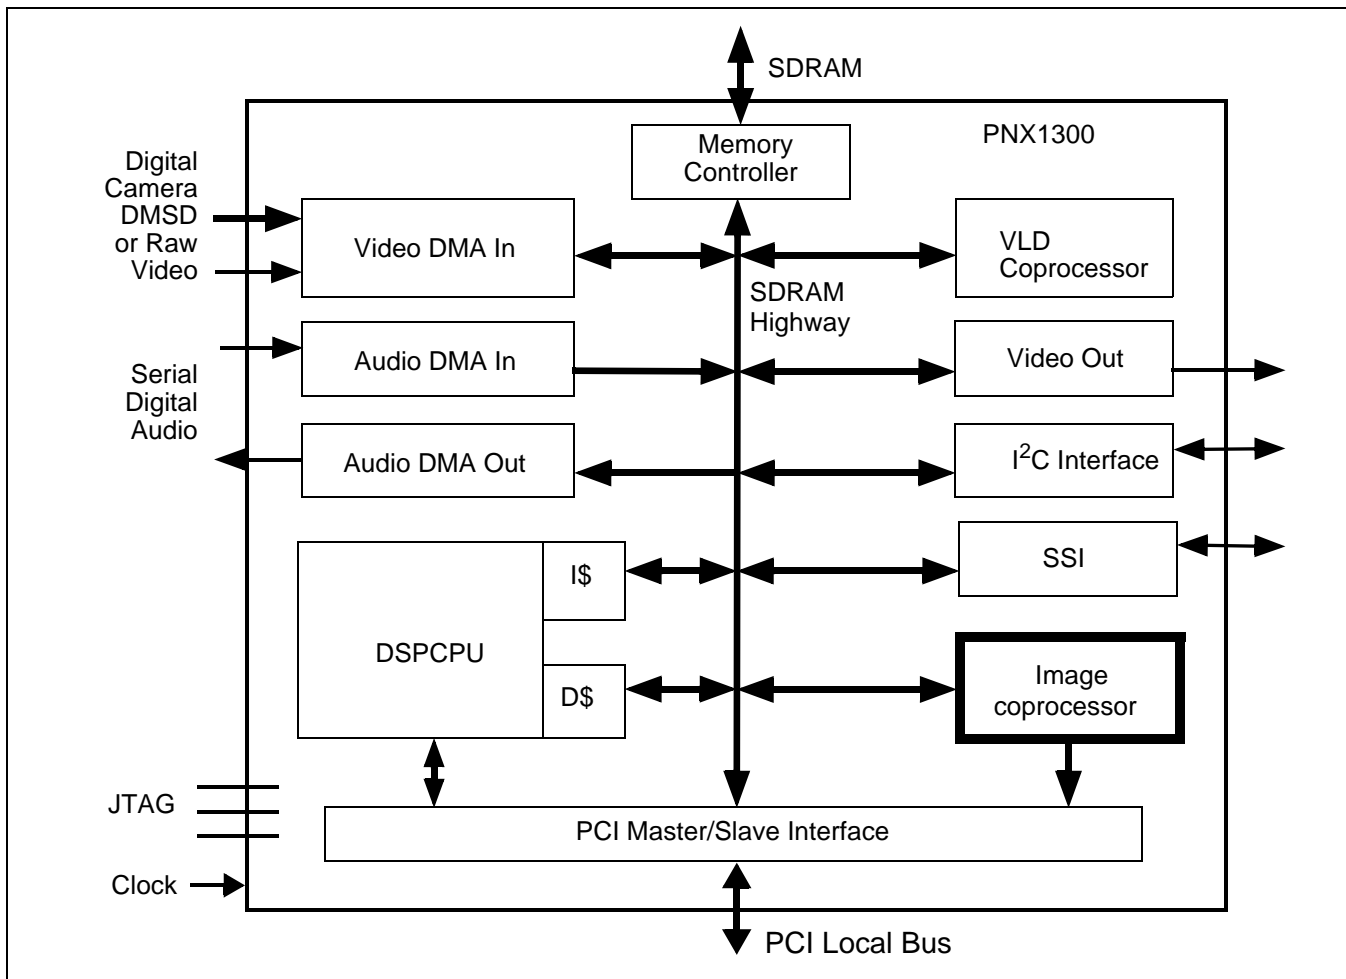 SDRAM
PNX1300
Memory
Controller
Digital
Camera
DMSD
or Raw
Video
Video DMA In
VLD
Coprocessor
SDRAM
Highway
Audio DMA In
Video Out
Serial
Digital
Audio
Audio DMA Out
I²C Interface
I$
SSI
DSPCPU
D$
Image
coprocessor
JTAG
PCI Master/Slave Interface
Clock
PCI Local Bus